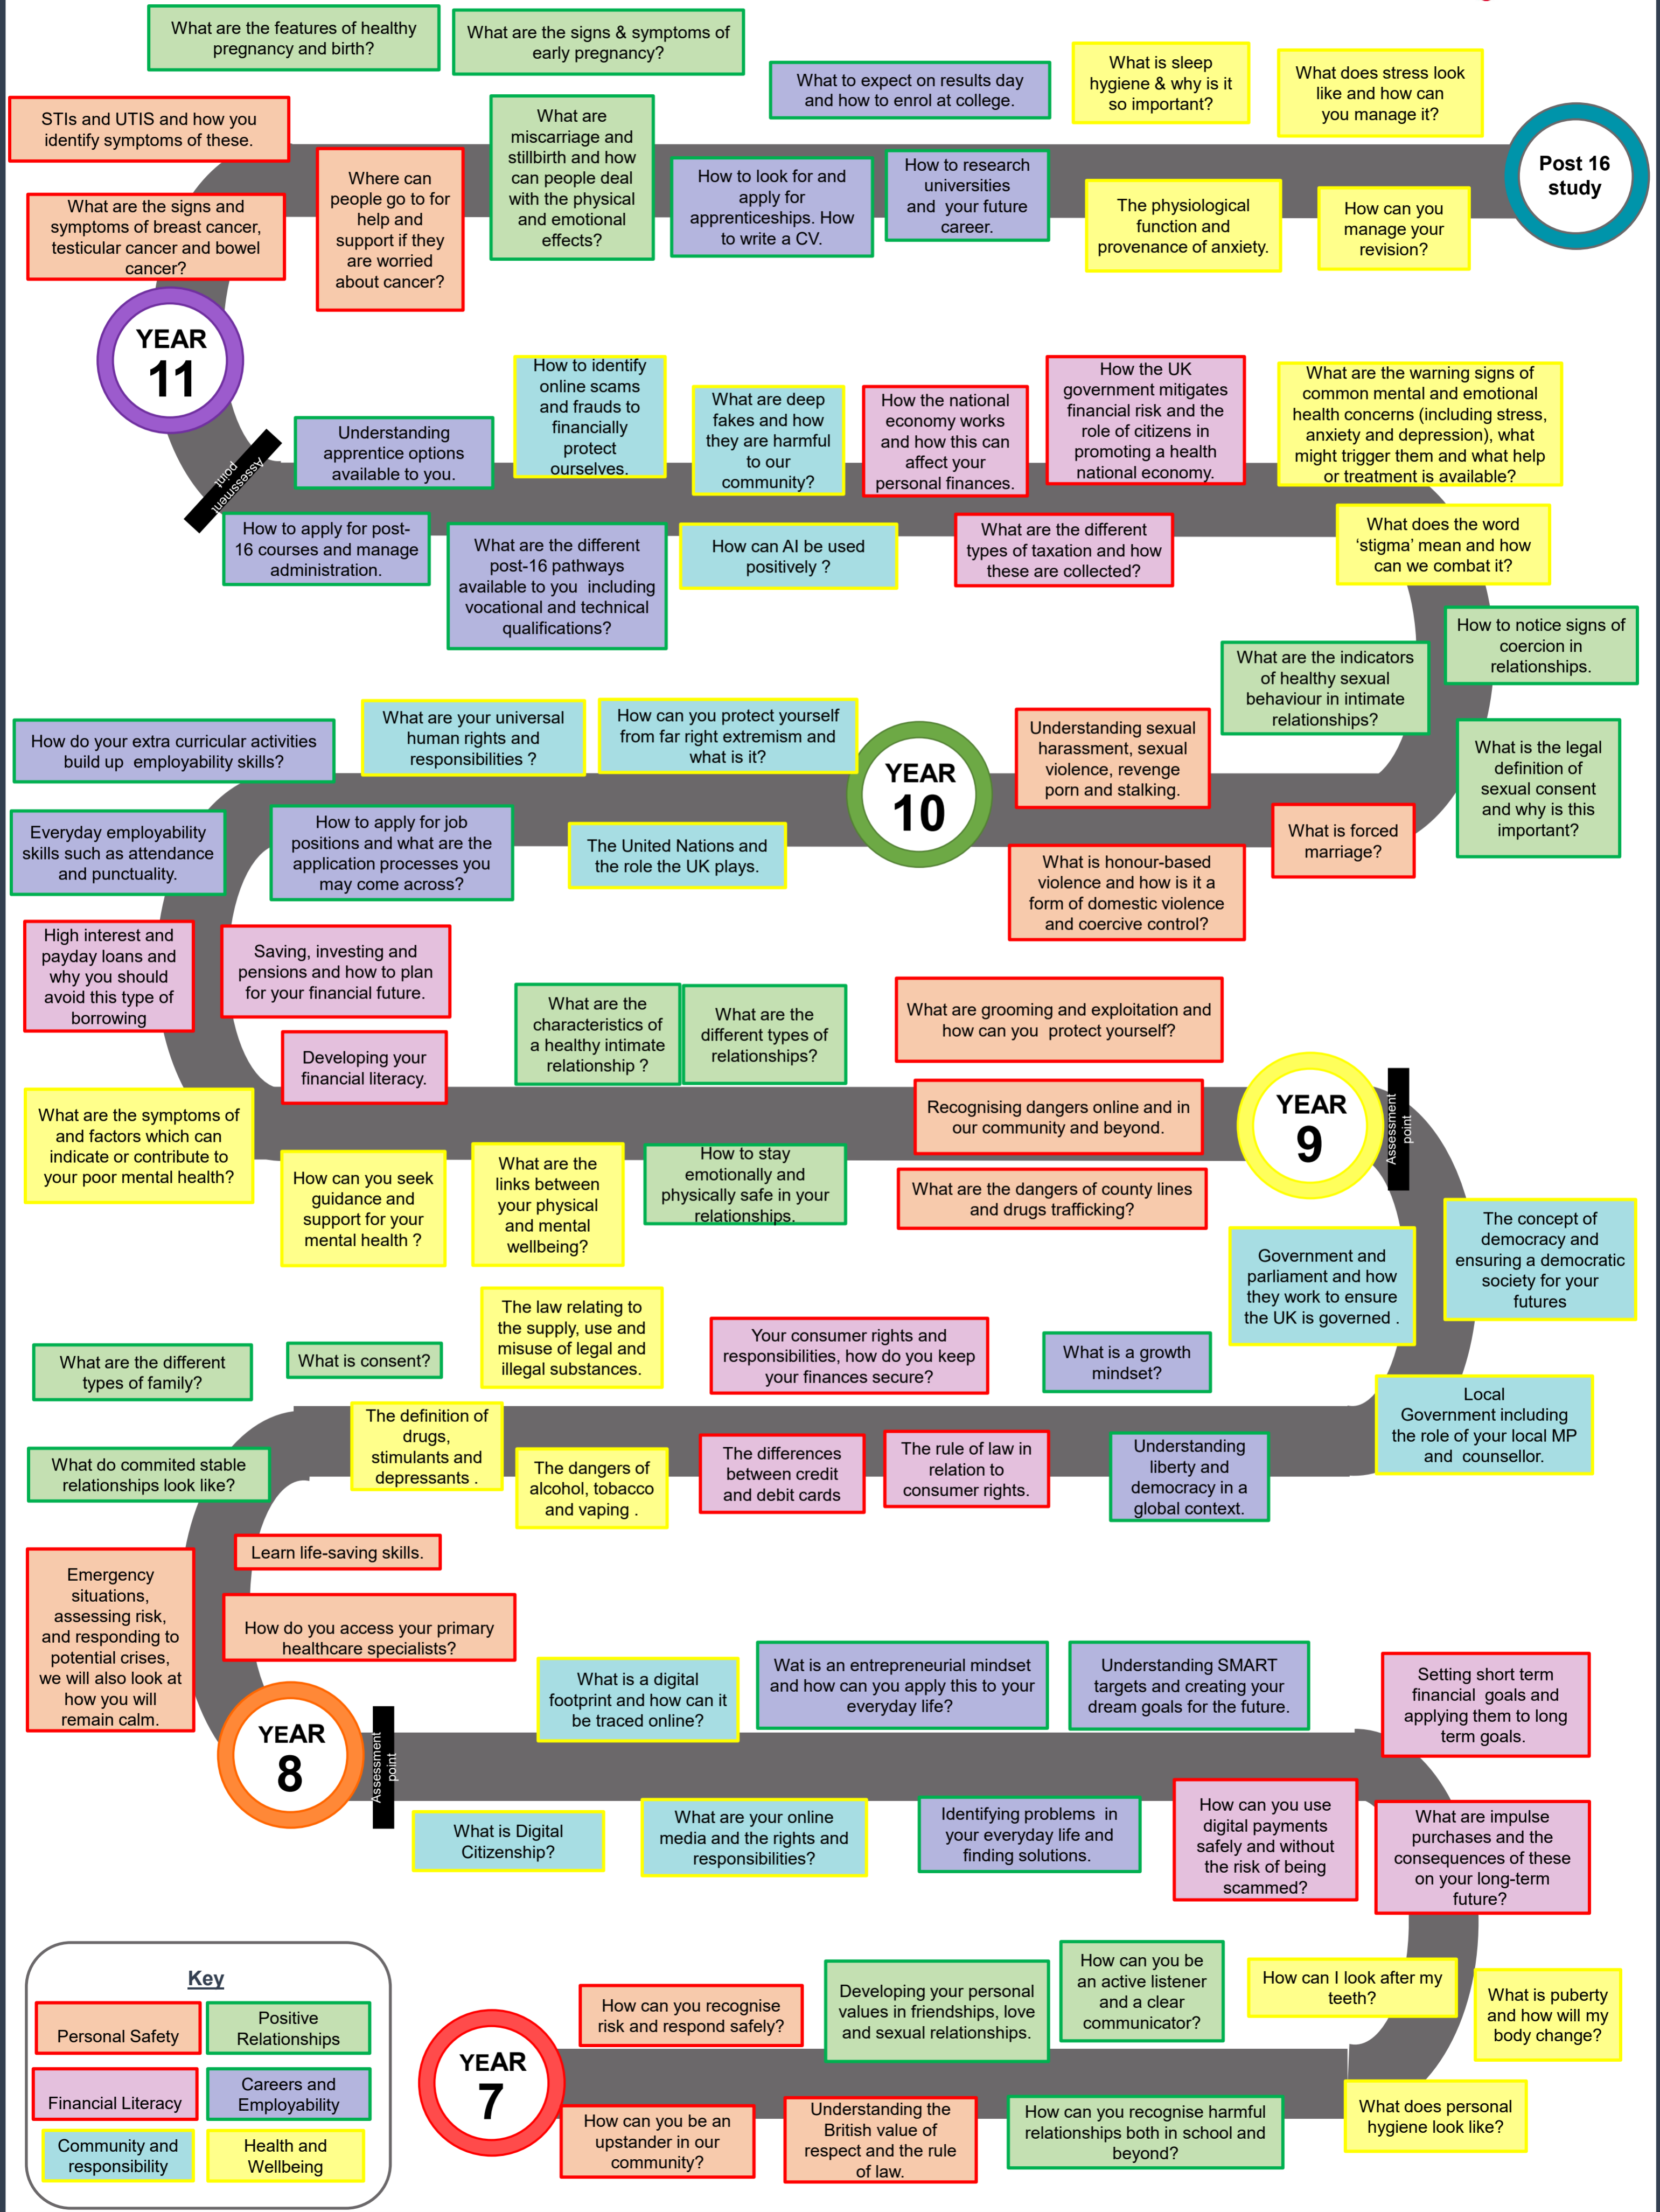 What are the features of healthy
pregnancy and birth?
What are the signs & symptoms of
early pregnancy?
What to expect on results day
and how to enrol at college.
What is sleep
hygiene & why is it
so important?
What does stress look
like and how can
you manage it?
STIs and UTIS and how you
identify symptoms of these.
Where can
people go to for
help and
support if they
are worried
about cancer?
What are
miscarriage and
stillbirth and how
can people deal
with the physical
and emotional
effects?
How to look for and
apply for
apprenticeships. How
to write a CV.
How to research
universities
and your future
career.
The physiological
function and
provenance of anxiety.
How can you
manage your
revision?
Post 16
study
What are the signs and
symptoms of breast cancer,
testicular cancer and bowel
cancer?
YEAR
11
Assessment
point
Understanding
apprentice options
available to you.
How to identify
online scams
and frauds to
financially
protect
ourselves.
What are deep
fakes and how
they are harmful
to our
community?
How the national
economy works
and how this can
affect your
personal finances.
How the UK
government mitigates
financial risk and the
role of citizens in
promoting a health
national economy.
What are the warning signs of
common mental and emotional
health concerns (including stress,
anxiety and depression), what
might trigger them and what help
or treatment is available?
How to apply for post-
16 courses and manage
administration.
What are the different
post-16 pathways
available to you including
vocational and technical
qualifications?
How can AI be used
positively ?
What are the different
types of taxation and how
these are collected?
What does the word
‘stigma’ mean and how
can we combat it?
How to notice signs of
coercion in
relationships.
What are the indicators
of healthy sexual
behaviour in intimate
relationships?
What is the legal
definition of
sexual consent
and why is this
important?
How do your extra curricular activities
build up employability skills?
What are your universal
human rights and
responsibilities ?
How can you protect yourself
from far right extremism and
what is it?
YEAR
10
Understanding sexual
harassment, sexual
violence, revenge
porn and stalking.
What is forced
marriage?
Everyday employability
skills such as attendance
and punctuality.
How to apply for job
positions and what are the
application processes you
may come across?
The United Nations and
the role the UK plays.
What is honour-based
violence and how is it a
form of domestic violence
and coercive control?
High interest and
payday loans and
why you should
avoid this type of
borrowing
Saving, investing and
pensions and how to plan
for your financial future.
Developing your
financial literacy.
What are the
characteristics of
a healthy intimate
relationship ?
What are the
different types of
relationships?
What are grooming and exploitation and
how can you protect yourself?
Recognising dangers online and in
our community and beyond.
YEAR
9
Assessment
point
What are the symptoms of
and factors which can
indicate or contribute to
your poor mental health?
How can you seek
guidance and
support for your
mental health ?
What are the
links between
your physical
and mental
wellbeing?
How to stay
emotionally and
physically safe in your
relationships.
What are the dangers of county lines
and drugs trafficking?
Government and
parliament and how
they work to ensure
the UK is governed .
The concept of
democracy and
ensuring a democratic
society for your
futures
What are the different
types of family?
What is consent?
The law relating to
the supply, use and
misuse of legal and
illegal substances.
Your consumer rights and
responsibilities, how do you keep
your finances secure?
What is a growth
mindset?
Local
Government including
the role of your local MP
and counsellor.
What do commited stable
relationships look like?
The definition of
drugs,
stimulants and
depressants .
The dangers of
alcohol, tobacco
and vaping .
The differences
between credit
and debit cards
The rule of law in
relation to
consumer rights.
Understanding
liberty and
democracy in a
global context.
Learn life-saving skills.
Emergency
situations,
assessing risk,
and responding to
potential crises,
we will also look at
how you will
remain calm.
How do you access your primary
healthcare specialists?
YEAR
8
Assessment
point
What is a digital
footprint and how can it
be traced online?
Wat is an entrepreneurial mindset
and how can you apply this to your
everyday life?
Understanding SMART
targets and creating your
dream goals for the future.
Setting short term
financial goals and
applying them to long
term goals.
What is Digital
Citizenship?
What are your online
media and the rights and
responsibilities?
Identifying problems in
your everyday life and
finding solutions.
How can you use
digital payments
safely and without
the risk of being
scammed?
What are impulse
purchases and the
consequences of these
on your long-term
future?
Key
Personal Safety
Positive
Relationships
Financial Literacy
Careers and
Employability
Community and
responsibility
Health and
Wellbeing
YEAR
7
How can you recognise
risk and respond safely?
Developing your personal
values in friendships, love
and sexual relationships.
How can you be
an active listener
and a clear
communicator?
How can I look after my
teeth?
What is puberty
and how will my
body change?
How can you be an
upstander in our
community?
Understanding the
British value of
respect and the rule
of law.
How can you recognise harmful
relationships both in school and
beyond?
What does personal
hygiene look like?